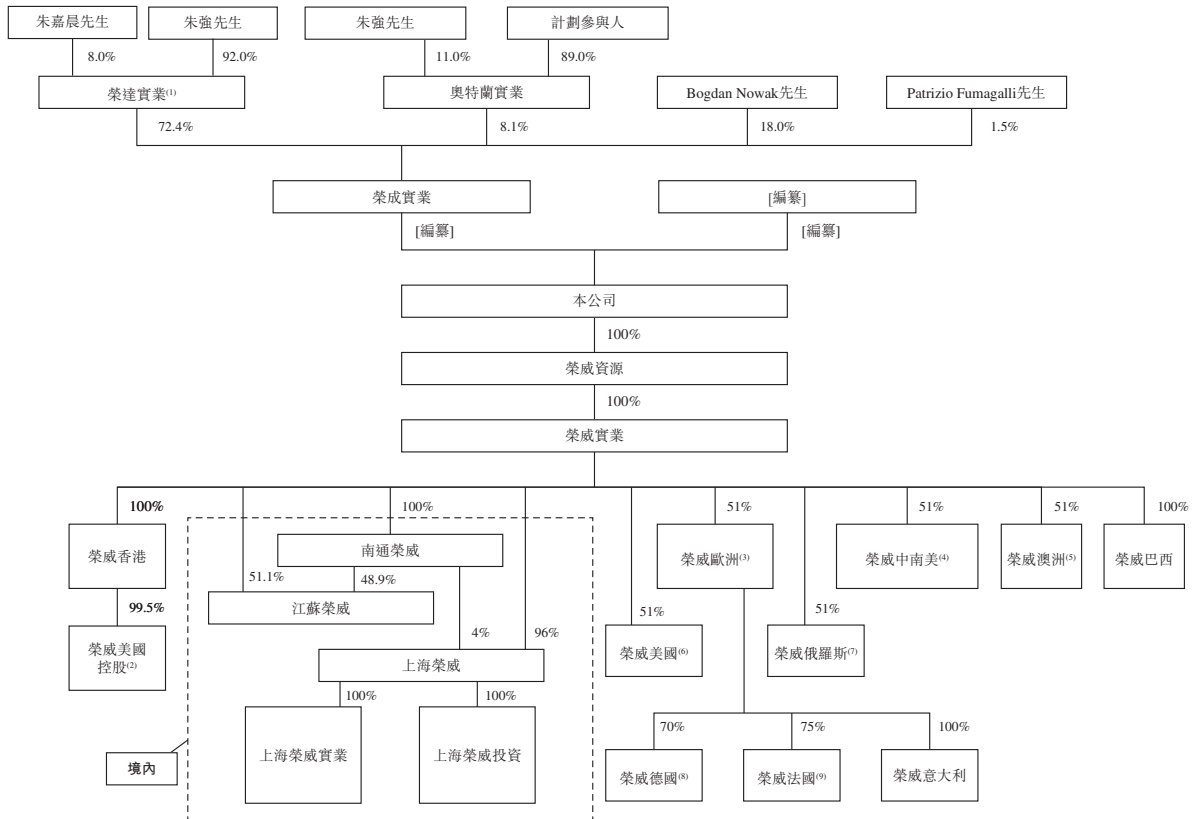 朱嘉晨先生
朱強先生
朱強先生
計劃參與人
8.0%
92.0%
11.0%
89.0%
榮達實業(1)
奧特蘭實業
Bogdan Nowak先生
Patrizio Fumagalli先生
72.4%
8.1%
18.0%
1.5%
榮成實業
[編纂]
[編纂]
[編纂]
本公司
100%
榮威資源
100%
榮威實業
100%
100%
51%
51%
51%
100%
榮威香港
南通榮威
榮威歐洲(3)
榮威中南美(4)
榮威澳洲(5)
榮威巴西
51.1%
48.9%
99.5%
江蘇榮威
51%
51%
4%
96%
榮威美國
控股(2)
上海榮威
榮威美國(6)
榮威俄羅斯(7)
100%
100%
70%
75%
100%
境內
上海榮威實業
上海榮威投資
榮威德國(8)
榮威法國(9)
榮威意大利